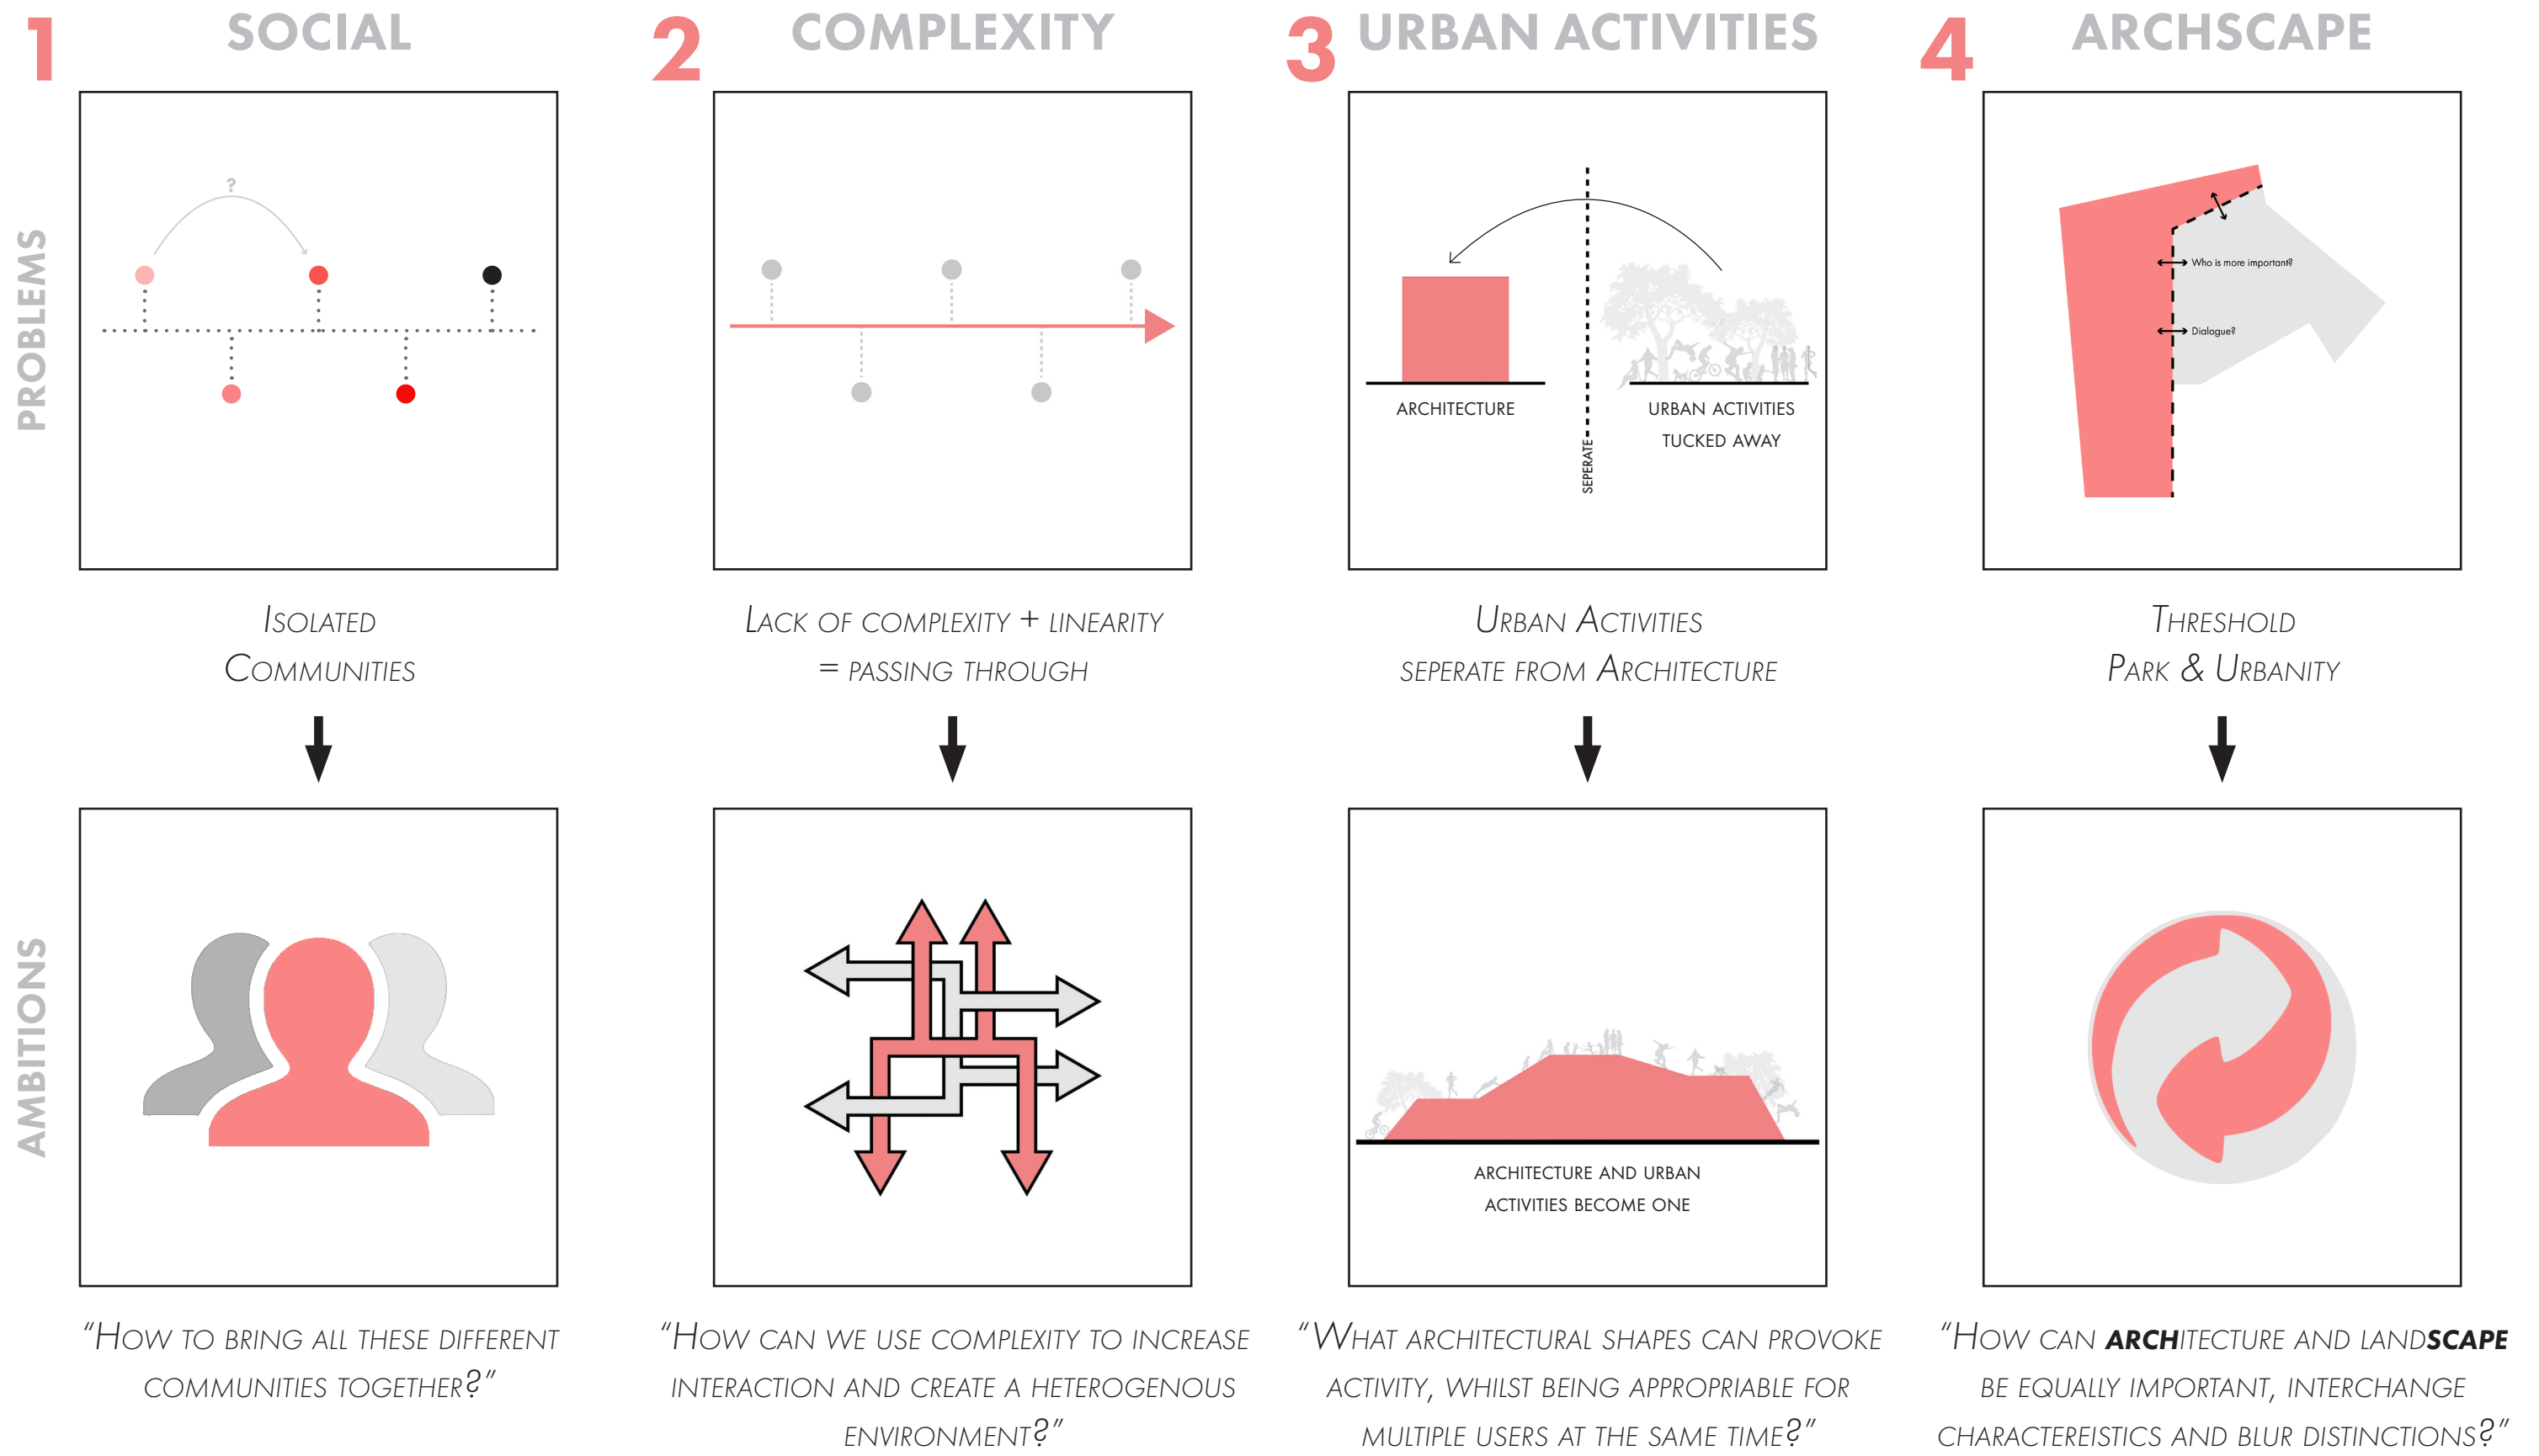 1 SOCIAL
2 COMPLEXITY
3 URBAN ACTIVITIES
4 ARCHSCAPE
PROBLEMS
?
ARCHITECTURE
SEPERATE
URBAN ACTIVITIES
TUCKED AWAY
Who is more important?
Dialogue?
ISOLATED
COMMUNITIES
LACK OF COMPLEXITY + LINEARITY
= PASSING THROUGH
URBAN ACTIVITIES
SEPERATE FROM ARCHITECTURE
THRESHOLD
PARK & URBANITY
AMBITIONS
ARCHITECTURE AND URBAN
ACTIVITIES BECOME ONE
“HOW TO BRING ALL THESE DIFFERENT
COMMUNITIES TOGETHER?”
“HOW CAN WE USE COMPLEXITY TO INCREASE
INTERACTION AND CREATE A HETEROGENOUS
ENVIRONMENT?”
“WHAT ARCHITECTURAL SHAPES CAN PROVOKE
ACTIVITY, WHILST BEING APPROPRIABLE FOR
MULTIPLE USERS AT THE SAME TIME?”
“HOW CAN ARCHITECTURE AND LANDSCAPE
BE EQUALLY IMPORTANT, INTERCHANGE
CHARACTEREISTICS AND BLUR DISTINCTIONS?”